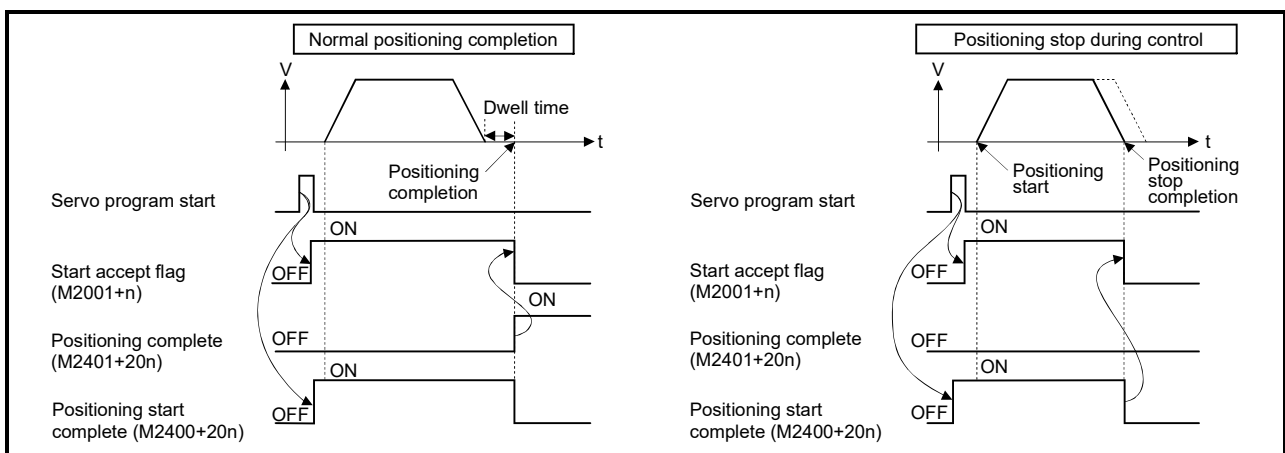 Normal positioning completion
V
Dwell time
t
Positioning
completion
Servo program start
ON
Start accept flag
(M2001+n)
OFF
ON
Positioning complete
(M2401+20n)
OFF
ON
Positioning start
complete (M2400+20n)
OFF
Positioning stop during control
V
t
Positioning
start
Positioning
stop
completion
Servo program start
ON
Start accept flag
(M2001+n)
OFF
Positioning complete
(M2401+20n)
OFF
ON
Positioning start
complete (M2400+20n)
OFF